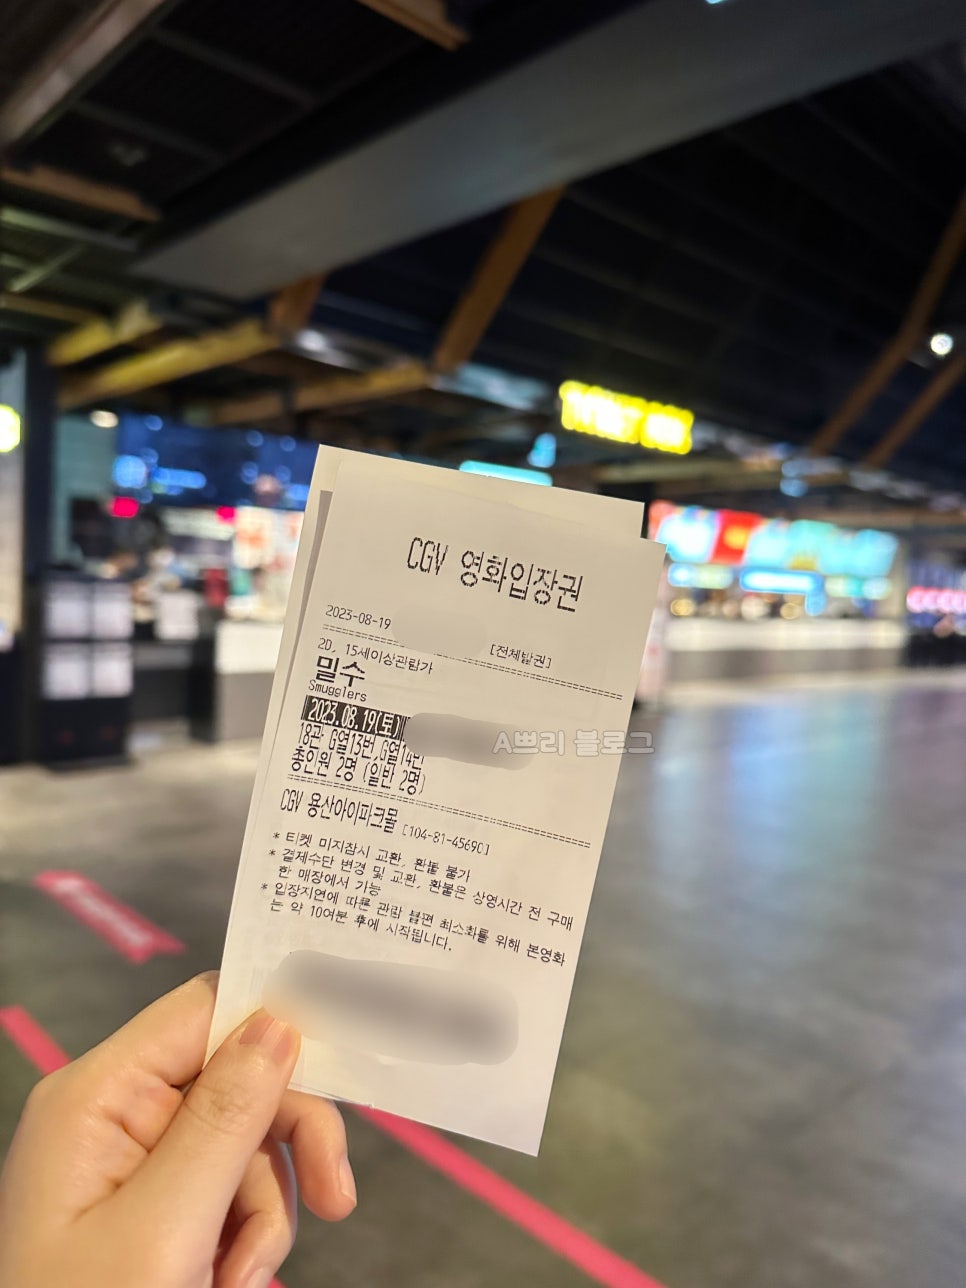 CGV 영화입장권
2023-08-19
[전체발권]
2D, 15세이상관람가
밀수
Smugglers
2023.08.19(토)
18관 G열13번,G열14번
총인원 2명 (일반 2명)
CGV 용산아이파크몰 [104-81-45690]
* 티켓 미지참시 교환, 환불 불가
* 결제수단 변경 및 교환, 환불은 상영시간 전 구매
한 매장에서 가능
* 입장지연에 따른 관람 불편 최소화를 위해 본영화
는 약 10여분 후에 시작됩니다.
A쁘리 블로그